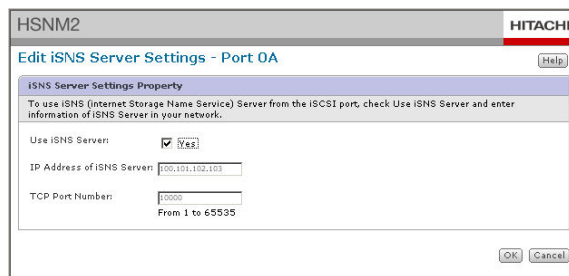 HSNM2
HITACHI
Edit iSNS Server Settings - Port 0A
Help
iSNS Server Settings Property
To use iSNS (internet Storage Name Service) Server from the iSCSI port, check Use iSNS Server and enter
information of iSNS Server in your network.
Use iSNS Server: Yes
IP Address of iSNS Server: 100.101.102.103
TCP Port Number: 10000
From 1 to 65535
OK Cancel